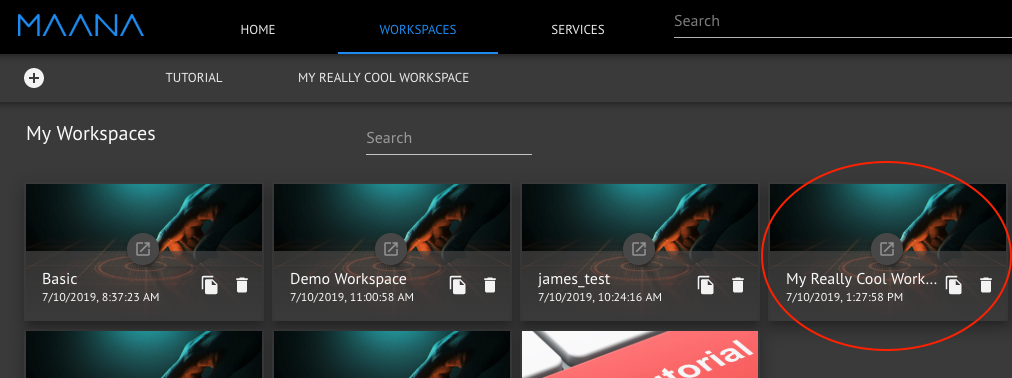 MAANA
HOME
WORKSPACES
SERVICES
Search
TUTORIAL
MY REALLY COOL WORKSPACE
My Workspaces
Search
Basic
7/10/2019, 8:37:23 AM
Demo Workspace
7/10/2019, 11:00:58 AM
james_test
7/10/2019, 10:24:16 AM
My Really Cool Work...
7/10/2019, 1:27:58 PM
torial